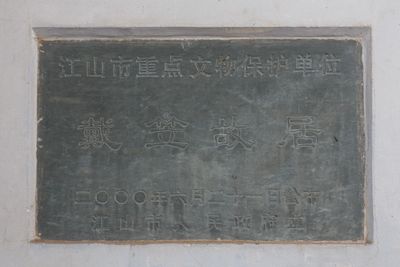 江山市重点文物保护单位
戴笠故居
二〇〇〇年六月二十一日公布
江山市人民政府立